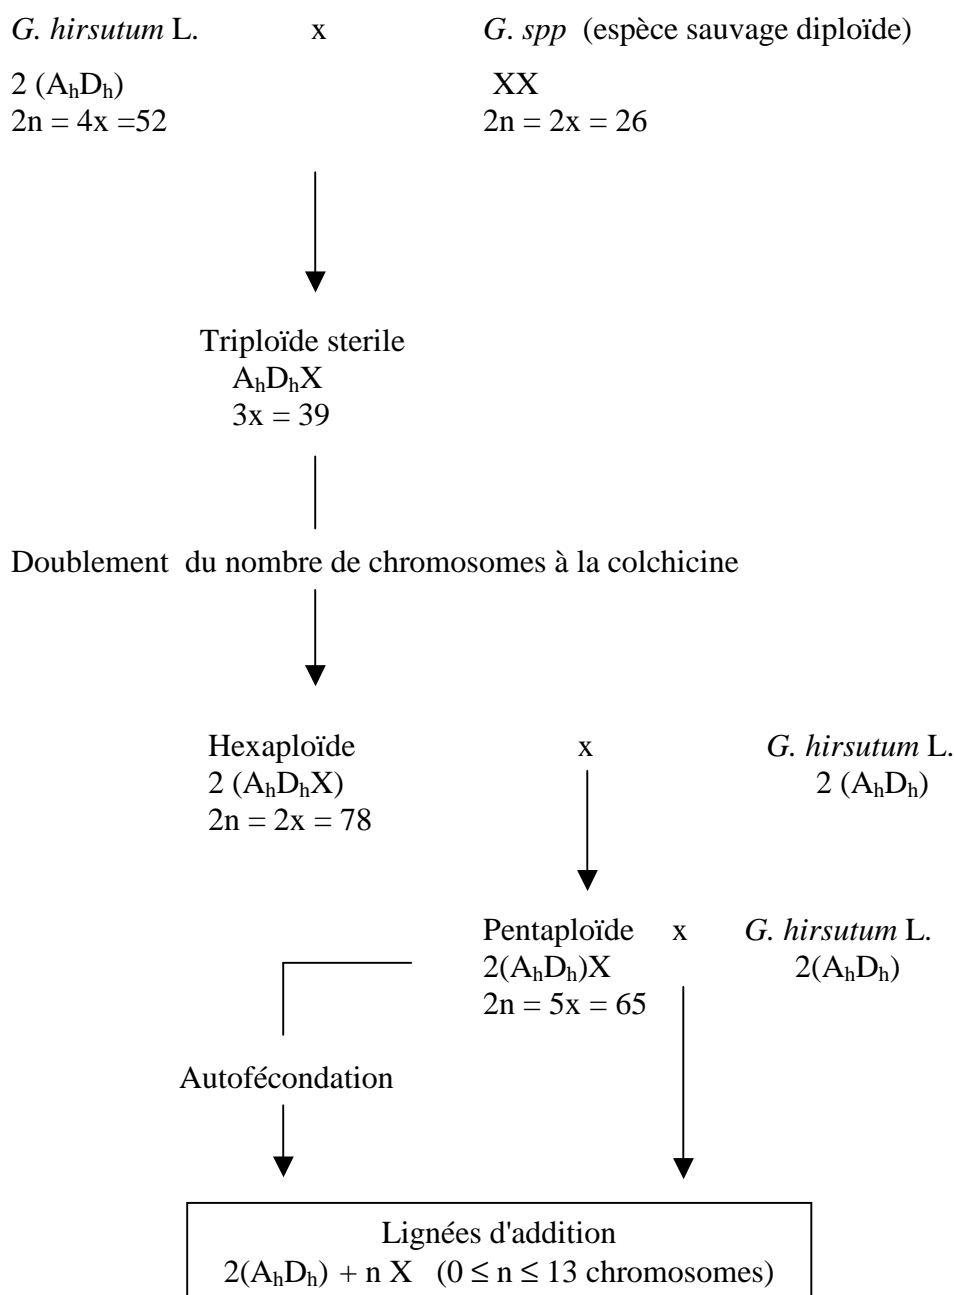 G. hirsutum L. x G. spp (espèce sauvage diploïde)
2 (AhDh) XX
2n = 4x =52 2n = 2x = 26
Triploïde sterile
AhDhX
3x = 39
Doublement du nombre de chromosomes à la colchicine
Hexaploïde x G. hirsutum L.
2 (AhDhX) 2 (AhDh)
2n = 2x = 78
Pentaploïde x G. hirsutum L.
2(AhDh)X 2(AhDh)
2n = 5x = 65
Autofécondation
Lignées d'addition
2(AhDh) + n X (0 ≤ n ≤ 13 chromosomes)